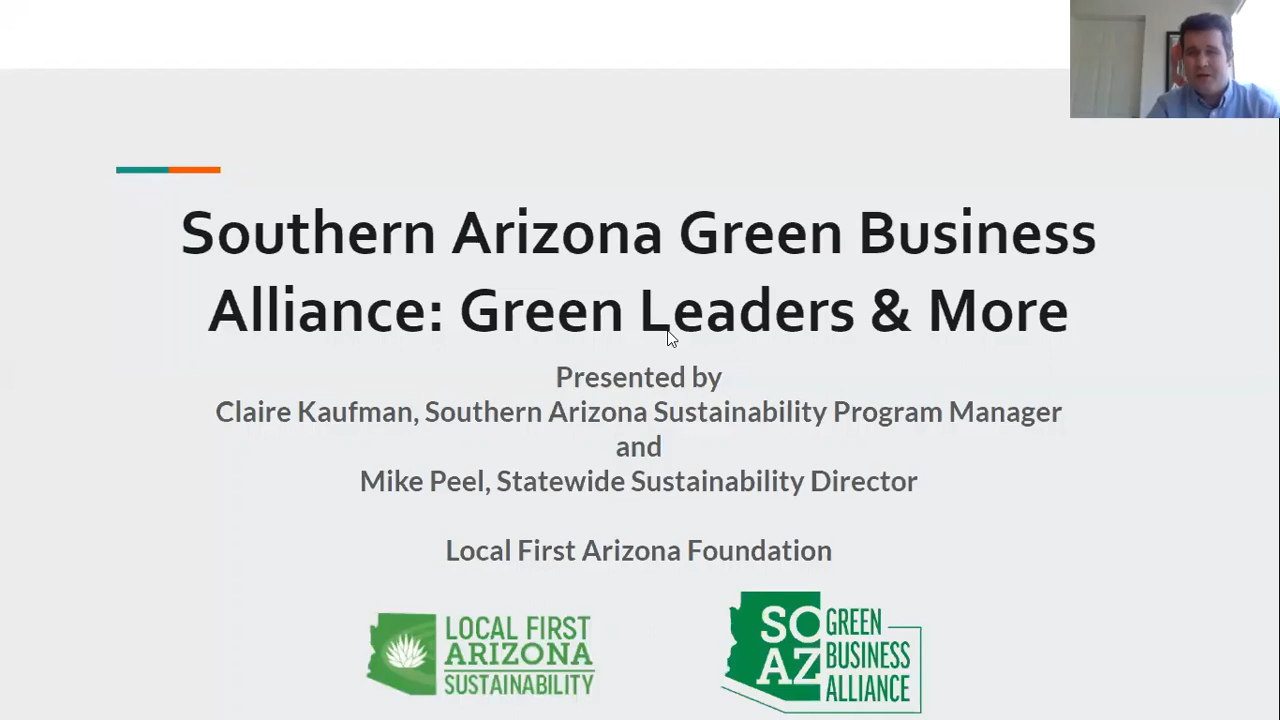 Southern Arizona Green Business
Alliance: Green Leaders & More
Presented by
Claire Kaufman, Southern Arizona Sustainability Program Manager
and
Mike Peel, Statewide Sustainability Director
Local First Arizona Foundation
LOCAL FIRST
ARIZONA
SUSTAINABILITY
SO
AZ
GREEN
BUSINESS
ALLIANCE